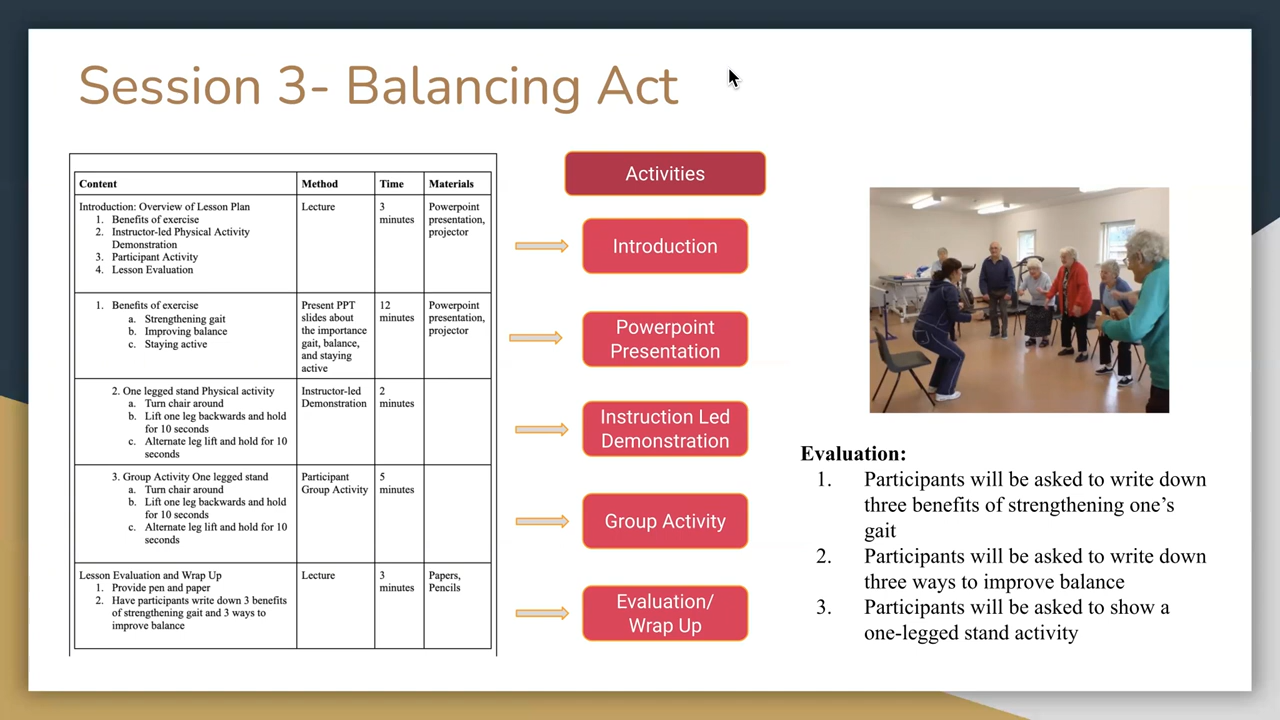 Session 3- Balancing Act
Content Method Time Materials
Introduction: Overview of Lesson Plan
1. Benefits of exercise
2. Instructor-led Physical Activity
Demonstration
3. Participant Activity
4. Lesson Evaluation
Lecture
3
minutes
Powerpoint
presentation,
projector
1. Benefits of exercise
a. Strengthening gait
b. Improving balance
c. Staying active
Present PPT
slides about
the importance
gait, balance,
and staying
active
12
minutes
Powerpoint
presentation,
projector
2. One legged stand Physical activity
a. Turn chair around
b. Lift one leg backwards and hold
for 10 seconds
c. Alternate leg lift and hold for 10
seconds
Instructor-led
Demonstration
2
minutes
3. Group Activity One legged stand
a. Turn chair around
b. Lift one leg backwards and hold
for 10 seconds
c. Alternate leg lift and hold for 10
seconds
Participant
Group Activity
5
minutes
Lesson Evaluation and Wrap Up
1. Provide pen and paper
2. Have participants write down 3 benefits
of strengthening gait and 3 ways to
improve balance
Lecture
3
minutes
Papers,
Pencils
Activities
Introduction
Powerpoint
Presentation
Instruction Led
Demonstration
Group Activity
Evaluation/
Wrap Up
Evaluation:
1. Participants will be asked to write down
three benefits of strengthening one’s
gait
2. Participants will be asked to write down
three ways to improve balance
3. Participants will be asked to show a
one-legged stand activity